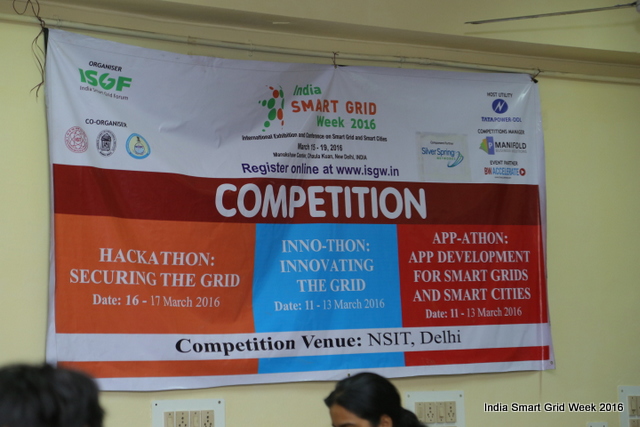 ORGANISER
ISGF
India Smart Grid Forum
CO-ORGANISER
India
SMART GRID
Week 2016
International Exhibition and Conference on Smart Grid and Smart Cities
March 15 - 19, 2016
Manekshaw Center, Dhaula Kuan, New Delhi, INDIA
Register online at www.isgw.in
HOST UTILITY
TATA POWER-DDL
COMPETITIONS MANAGER
MANIFOLD
EVENT PARTNER
ACCELERATE
SilverSpring
COMPETITION
HACKATHON:
SECURING THE GRID
Date: 16 - 17 March 2016
INNO-THON:
INNOVATING
THE GRID
Date: 11 - 13 March 2016
APP-ATHON:
APP DEVELOPMENT
FOR SMART GRIDS
AND SMART CITIES
Date: 11 - 13 March 2016
Competition Venue: NSIT, Delhi
India Smart Grid Week 2016